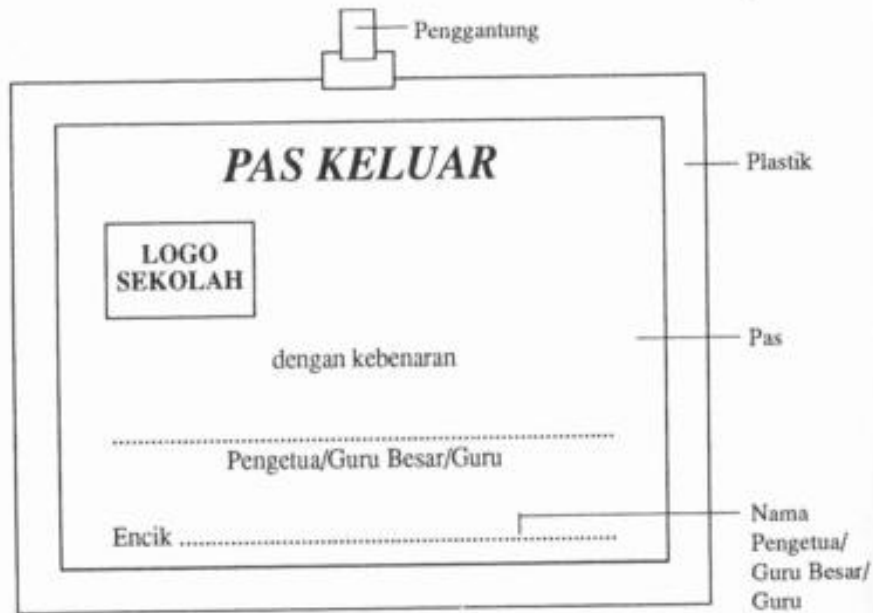 Penggantung
PAS KELUAR
Plastik
LOGO
SEKOLAH
Pas
dengan kebenaran
............................................................
Pengetua/Guru Besar/Guru
Encik ............................................................
Nama
Pengetua/
Guru Besar/
Guru